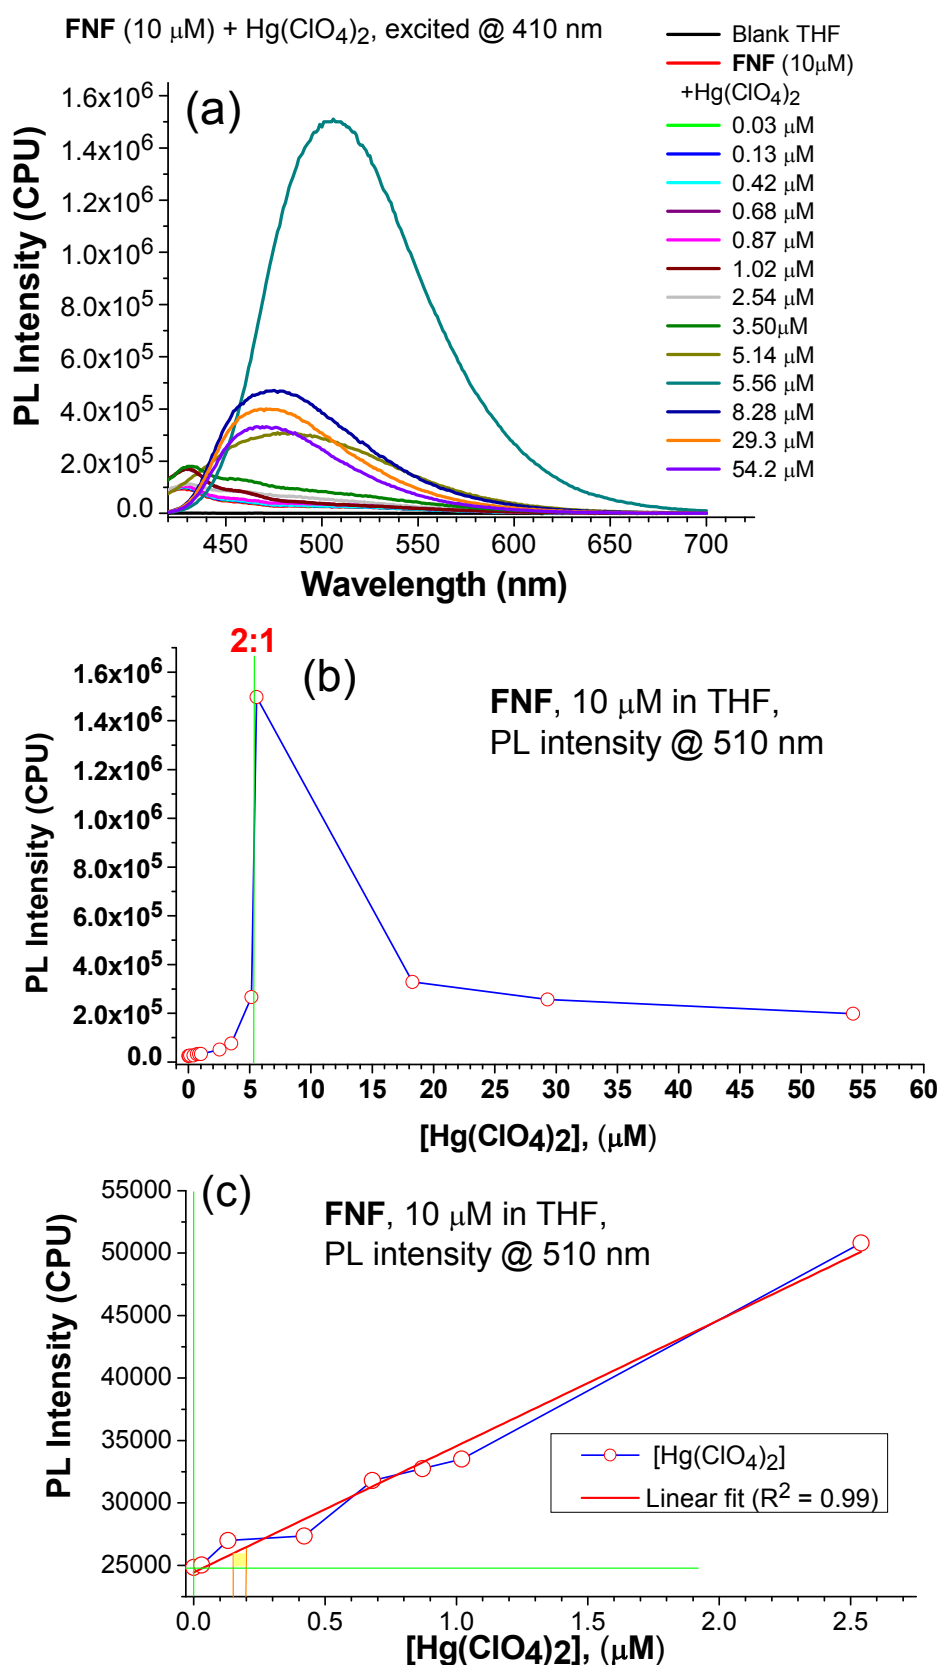 FNF (10 μM) + Hg(ClO4)2, excited @ 410 nm
(a)
Blank THF
FNF (10μM)
+Hg(ClO4)2
0.03 μM
0.13 μM
0.42 μM
0.68 μM
0.87 μM
1.02 μM
2.54 μM
3.50μM
5.14 μM
5.56 μM
8.28 μM
29.3 μM
54.2 μM
PL Intensity (CPU)
1.6x10^6
1.4x10^6
1.2x10^6
1.0x10^6
8.0x10^5
6.0x10^5
4.0x10^5
2.0x10^5
0.0
450 500 550 600 650 700
Wavelength (nm)
2:1
(b)
FNF, 10 μM in THF,
PL intensity @ 510 nm
PL Intensity (CPU)
1.6x10^6
1.4x10^6
1.2x10^6
1.0x10^6
8.0x10^5
6.0x10^5
4.0x10^5
2.0x10^5
0.0
0 5 10 15 20 25 30 35 40 45 50 55 60
[Hg(ClO4)2], (μM)
(c)
FNF, 10 μM in THF,
PL intensity @ 510 nm
PL Intensity (CPU)
55000
50000
45000
40000
35000
30000
25000
[Hg(ClO4)2]
Linear fit (R^2 = 0.99)
0.0 0.5 1.0 1.5 2.0 2.5
[Hg(ClO4)2], (μM)